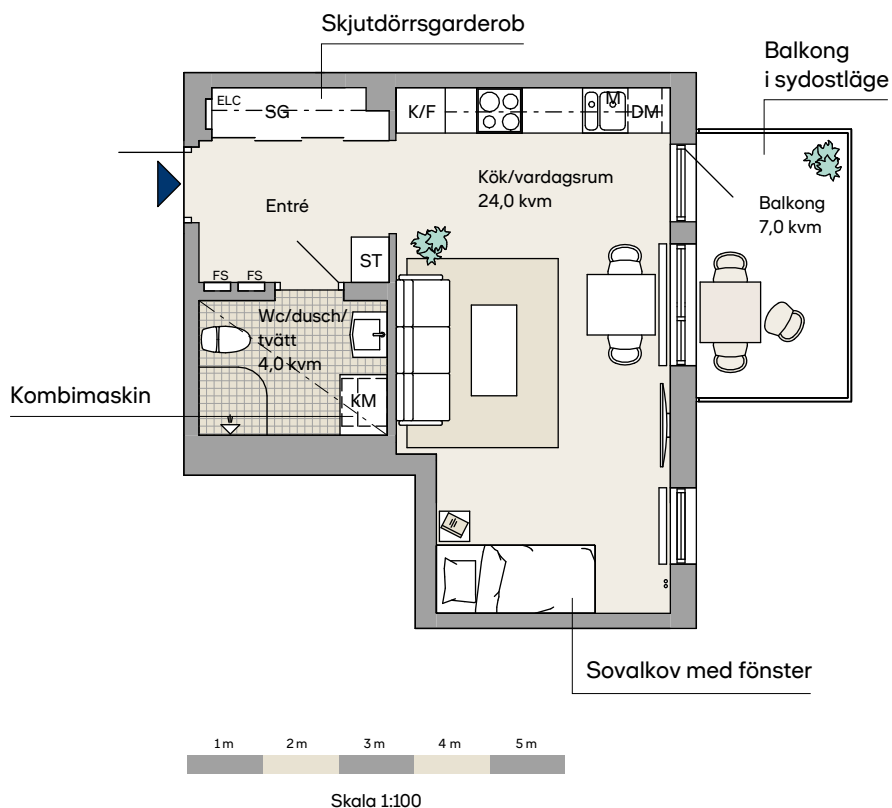 Skjutdörrsgarderob
Balkong
i sydostläge
ELC
SG
K/F
M
DM
Kök/vardagsrum
24,0 kvm
Entré
Balkong
7,0 kvm
ST
FS
FS
Wc/dusch/
tvätt
4,0 kvm
Kombimaskin
KM
Sovalkov med fönster
1 m
2 m
3 m
4 m
5 m
Skala 1:100